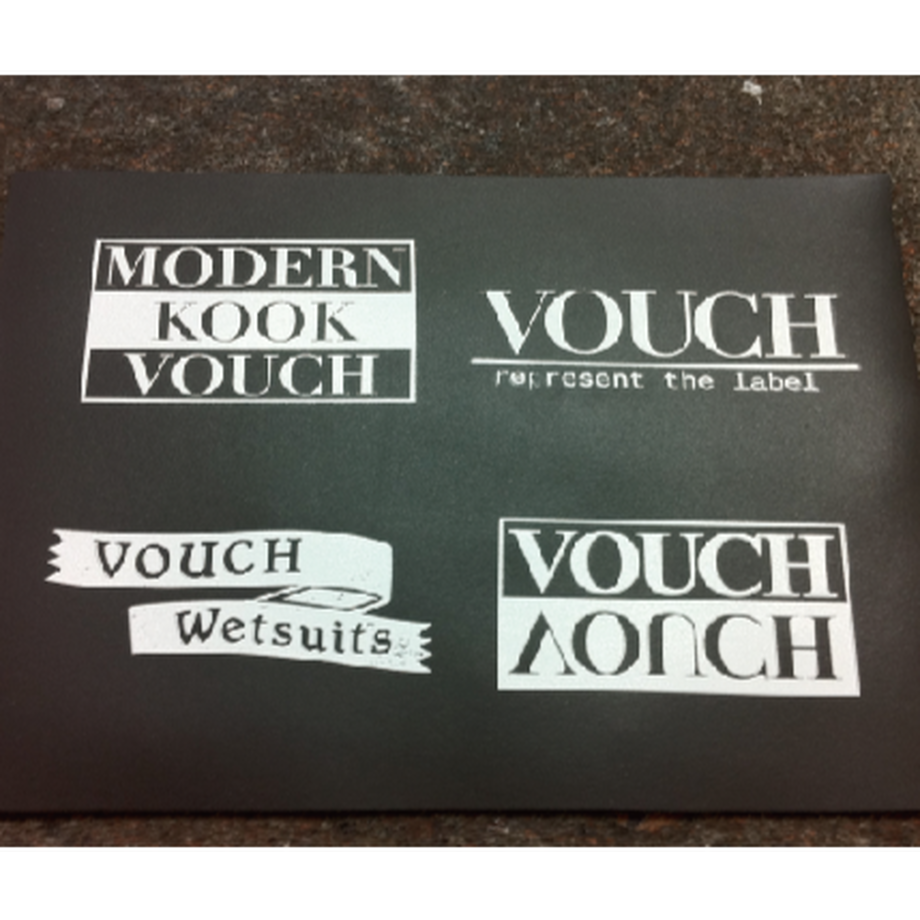 MODERN
KOOK
VOUCH
VOUCH
represent the label
VOUCH
Wetsuits
VOUCH
VOUCH